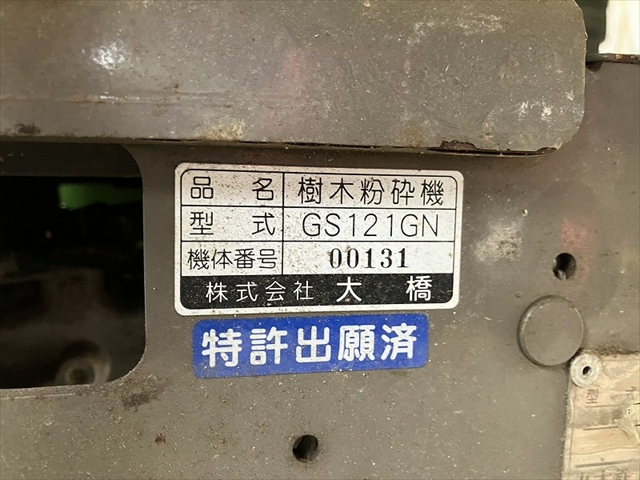 品名 樹木粉砕機
型式 GS121GN
機体番号 00131
株式会社 大橋
特許出願済